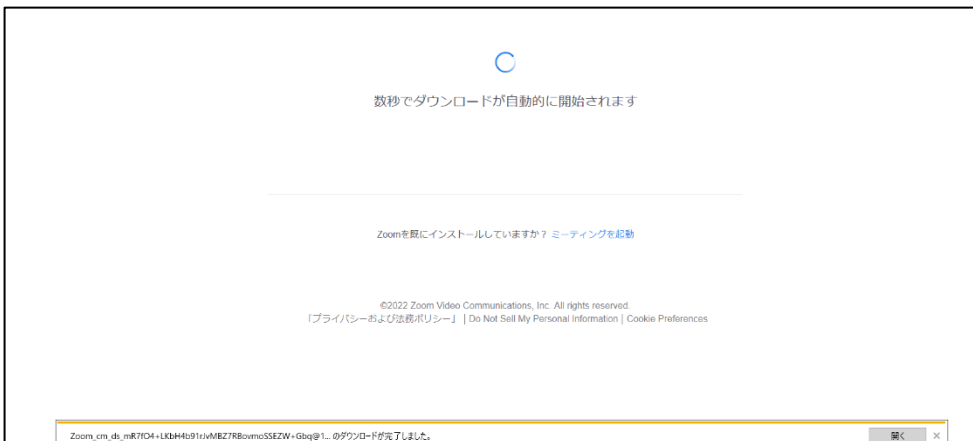 数秒でダウンロードが自動的に開始されます
Zoomを既にインストールしていますか？ ミーティングを起動
©2022 Zoom Video Communications, Inc. All rights reserved.
「プライバシーおよび法務ポリシー」 | Do Not Sell My Personal Information | Cookie Preferences
Zoom_cm_ds_mR7fO4+LKbH4b91rJvMBZ7RBovmoSSEZW+Gbq@1... のダウンロードが完了しました。 開く ×